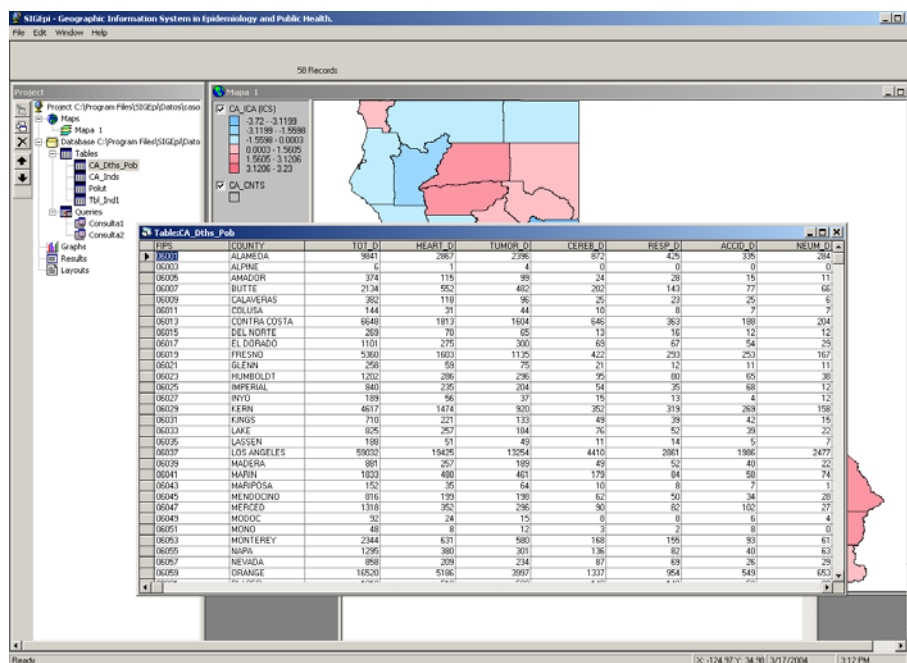 SIGEpi - Geographic Information System in Epidemiology and Public Health.
File Edit Window Help
58 Records
Project
Project C:\Program Files\SIGEpi\Datos\caso
Maps
Mapa 1
Database C:\Program Files\SIGEpi\Dato
Tables
CA_Dths_Pob
CA_Inds
Polut
Tbl_Ind1
Queries
Consulta1
Consulta2
Graphs
Results
Layouts
Mapa 1
CA_ICA (ICS)
-3.72 - -3.1199
-3.1199 - -1.5598
-1.5598 - 0.0003
0.0003 - 1.5605
1.5605 - 3.1206
3.1206 - 3.23
CA_CNTS
Table:CA_Dths_Pob
FIPS COUNTY TOT_D HEART_D TUMOR_D CEREB_D RESP_D ACCID_D NEUM_D
06001 ALAMEDA 9841 2867 2396 872 425 335 284
06003 ALPINE 6 1 4 0 0 0 0
06005 AMADOR 374 115 99 24 28 15 11
06007 BUTTE 2134 552 482 202 143 77 66
06009 CALAVERAS 382 118 96 25 23 25 6
06011 COLUSA 144 31 44 10 8 7 7
06013 CONTRA COSTA 6648 1813 1604 646 363 188 204
06015 DEL NORTE 269 70 65 13 16 12 12
06017 EL DORADO 1101 275 300 69 67 54 29
06019 FRESNO 5360 1603 1135 422 293 253 167
06021 GLENN 258 59 75 21 12 11 11
06023 HUMBOLDT 1202 286 296 95 80 65 38
06025 IMPERIAL 840 235 204 54 35 68 12
06027 INYO 189 56 37 15 13 4 12
06029 KERN 4617 1474 920 352 319 269 158
06031 KINGS 710 221 133 49 39 42 15
06033 LAKE 825 257 184 76 52 39 22
06035 LASSEN 188 51 49 11 14 5 7
06037 LOS ANGELES 59032 19425 13254 4410 2861 1986 2477
06039 MADERA 881 257 189 49 52 40 22
06041 MARIN 1833 488 461 179 84 58 74
06043 MARIPOSA 152 35 64 10 8 7 1
06045 MENDOCINO 816 199 198 62 50 34 28
06047 MERCED 1318 352 296 90 82 102 27
06049 MODOC 92 24 15 8 8 6 4
06051 MONO 48 8 12 3 2 8 0
06053 MONTEREY 2344 631 580 168 155 93 61
06055 NAPA 1295 380 301 136 82 40 63
06057 NEVADA 858 209 234 87 69 26 29
06059 ORANGE 16520 5186 3997 1337 954 549 653
Ready X: -124.97 Y: 34.98 3/17/2004 3:12 PM